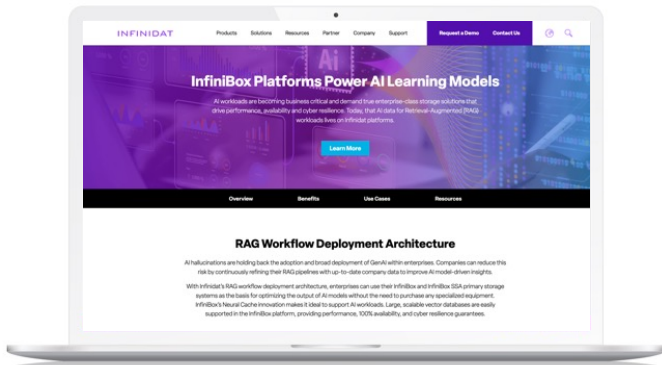 INFINIDAT
Products Solutions Resources Partner Company Support Request a Demo Contact Us
Ai
InfiniBox Platforms Power AI Learning Models
AI workloads are becoming business critical and demand true enterprise-class storage solutions that
drive performance, availability and cyber resilience. Today, that AI data for Retrieval-Augmented (RAG)
workloads lives on Infinidat platforms.
Learn More
Overview Benefits Use Cases Resources
RAG Workflow Deployment Architecture
AI hallucinations are holding back the adoption and broad deployment of GenAI within enterprises. Companies can reduce this
risk by continuously refining their RAG pipelines with up-to-date company data to improve AI model-driven insights.
With Infinidat's RAG workflow deployment architecture, enterprises can use their InfiniBox and InfiniBox SSA primary storage
systems as the basis for optimizing the output of AI models without the need to purchase any specialized equipment.
InfiniBox's Neural Cache innovation makes it ideal to support AI workloads. Large, scalable vector databases are easily
supported in the InfiniBox platform, providing performance, 100% availability, and cyber resilience guarantees.